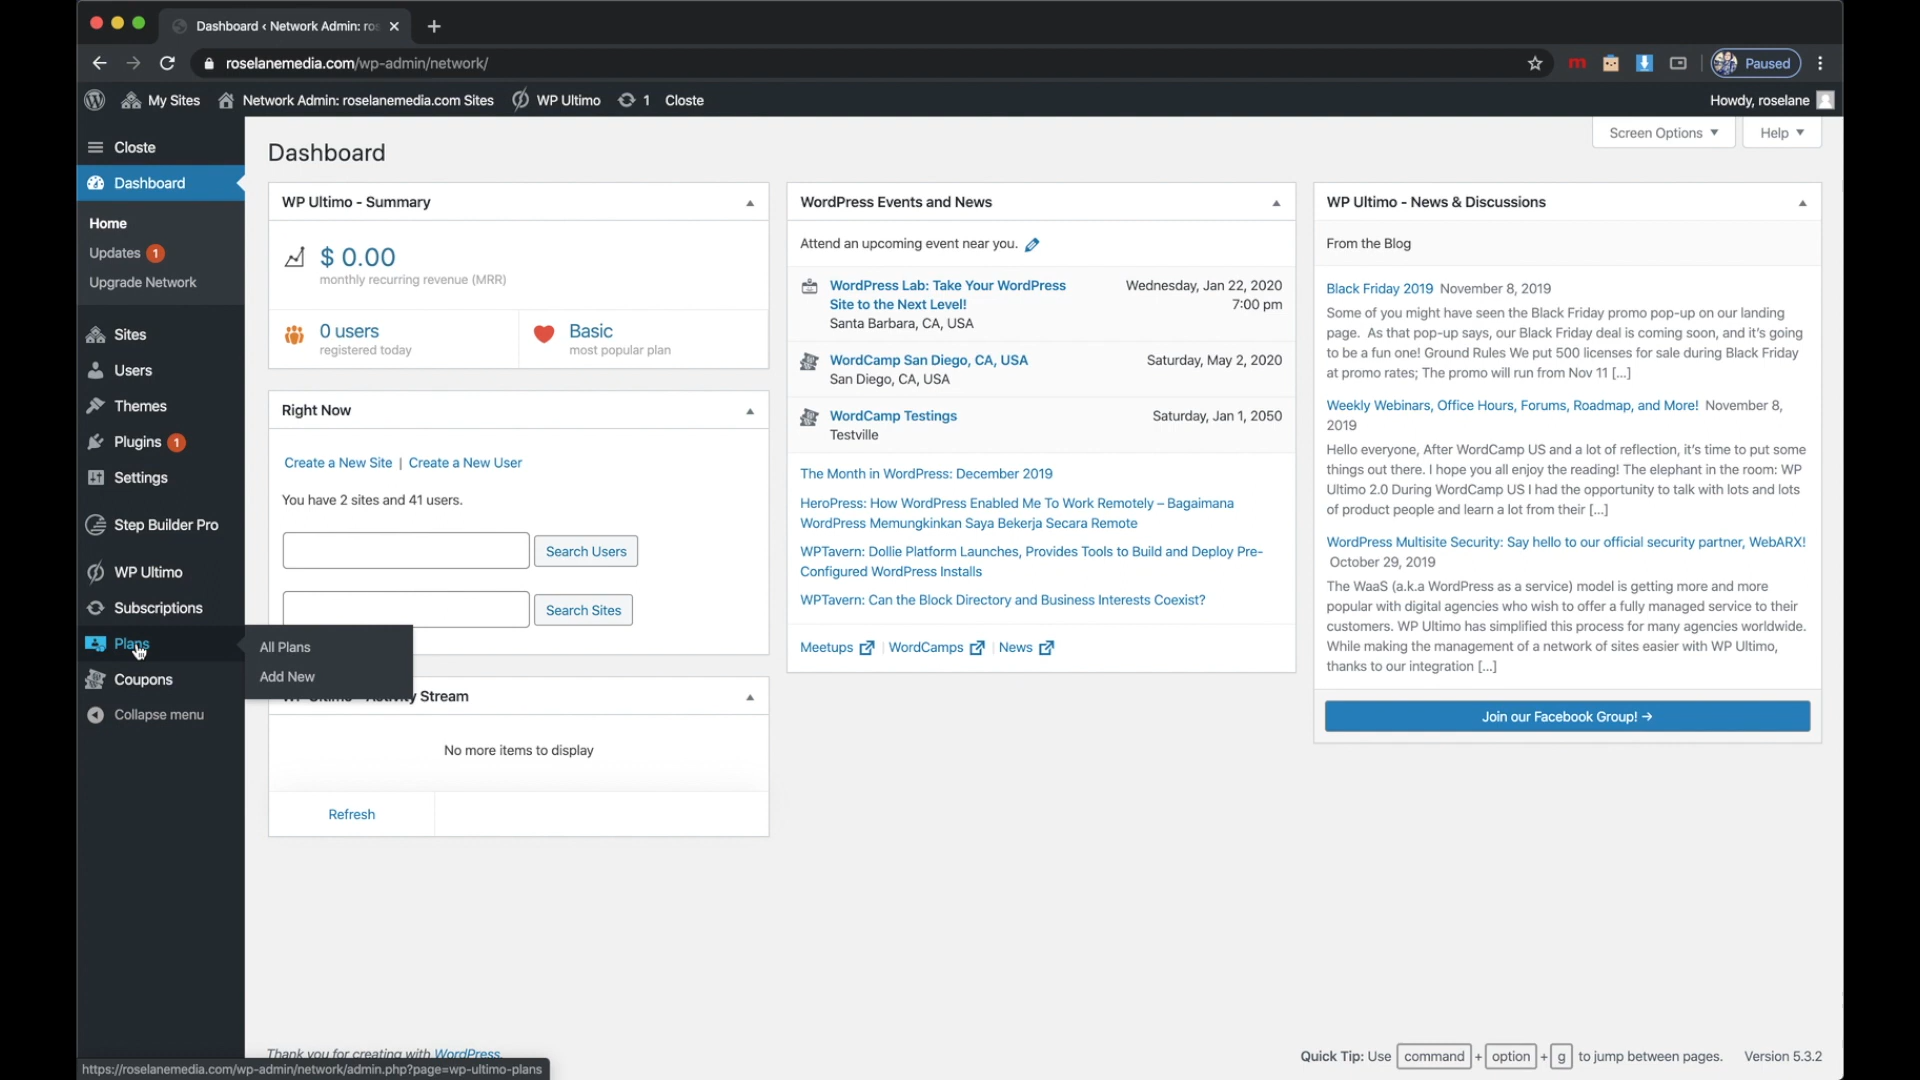 Dashboard ‹ Network Admin: ros
roselanemedia.com/wp-admin/network/
Paused
My Sites
Network Admin: roselanemedia.com Sites
WP Ultimo
1
Closte
Howdy, roselane
Closte
Dashboard
Home
Updates 1
Upgrade Network
Sites
Users
Themes
Plugins 1
Settings
Step Builder Pro
WP Ultimo
Subscriptions
Plans
Coupons
Collapse menu
All Plans
Add New
Screen Options
Help
Dashboard
WP Ultimo - Summary
$ 0.00
monthly recurring revenue (MRR)
0 users
registered today
Basic
most popular plan
Right Now
Create a New Site | Create a New User
You have 2 sites and 41 users.
Search Users
Search Sites
Activity Stream
No more items to display
Refresh
WordPress Events and News
Attend an upcoming event near you.
WordPress Lab: Take Your WordPress
Site to the Next Level!
Santa Barbara, CA, USA
Wednesday, Jan 22, 2020
7:00 pm
WordCamp San Diego, CA, USA
San Diego, CA, USA
Saturday, May 2, 2020
WordCamp Testings
Testville
Saturday, Jan 1, 2050
The Month in WordPress: December 2019
HeroPress: How WordPress Enabled Me To Work Remotely – Bagaimana
WordPress Memungkinkan Saya Bekerja Secara Remote
WPTavern: Dollie Platform Launches, Provides Tools to Build and Deploy Pre-
Configured WordPress Installs
WPTavern: Can the Block Directory and Business Interests Coexist?
Meetups | WordCamps | News
WP Ultimo - News & Discussions
From the Blog
Black Friday 2019 November 8, 2019
Some of you might have seen the Black Friday promo pop-up on our landing
page. As that pop-up says, our Black Friday deal is coming soon, and it's going
to be a fun one! Ground Rules We put 500 licenses for sale during Black Friday
at promo rates; The promo will run from Nov 11 [...]
Weekly Webinars, Office Hours, Forums, Roadmap, and More! November 8,
2019
Hello everyone, After WordCamp US and a lot of reflection, it's time to put some
things out there. I hope you all enjoy the reading! The elephant in the room: WP
Ultimo 2.0 During WordCamp US I had the opportunity to talk with lots and lots
of product people and learn a lot from their [...]
WordPress Multisite Security: Say hello to our official security partner, WebARX!
October 29, 2019
The WaaS (a.k.a WordPress as a service) model is getting more and more
popular with digital agencies who wish to offer a fully managed service to their
customers. WP Ultimo has simplified this process for many agencies worldwide.
While making the management of a network of sites easier with WP Ultimo,
thanks to our integration [...]
Join our Facebook Group! →
Thank you for creating with WordPress.
Quick Tip: Use command + option + g to jump between pages.
Version 5.3.2
https://roselanemedia.com/wp-admin/network/admin.php?page=wp-ultimo-plans